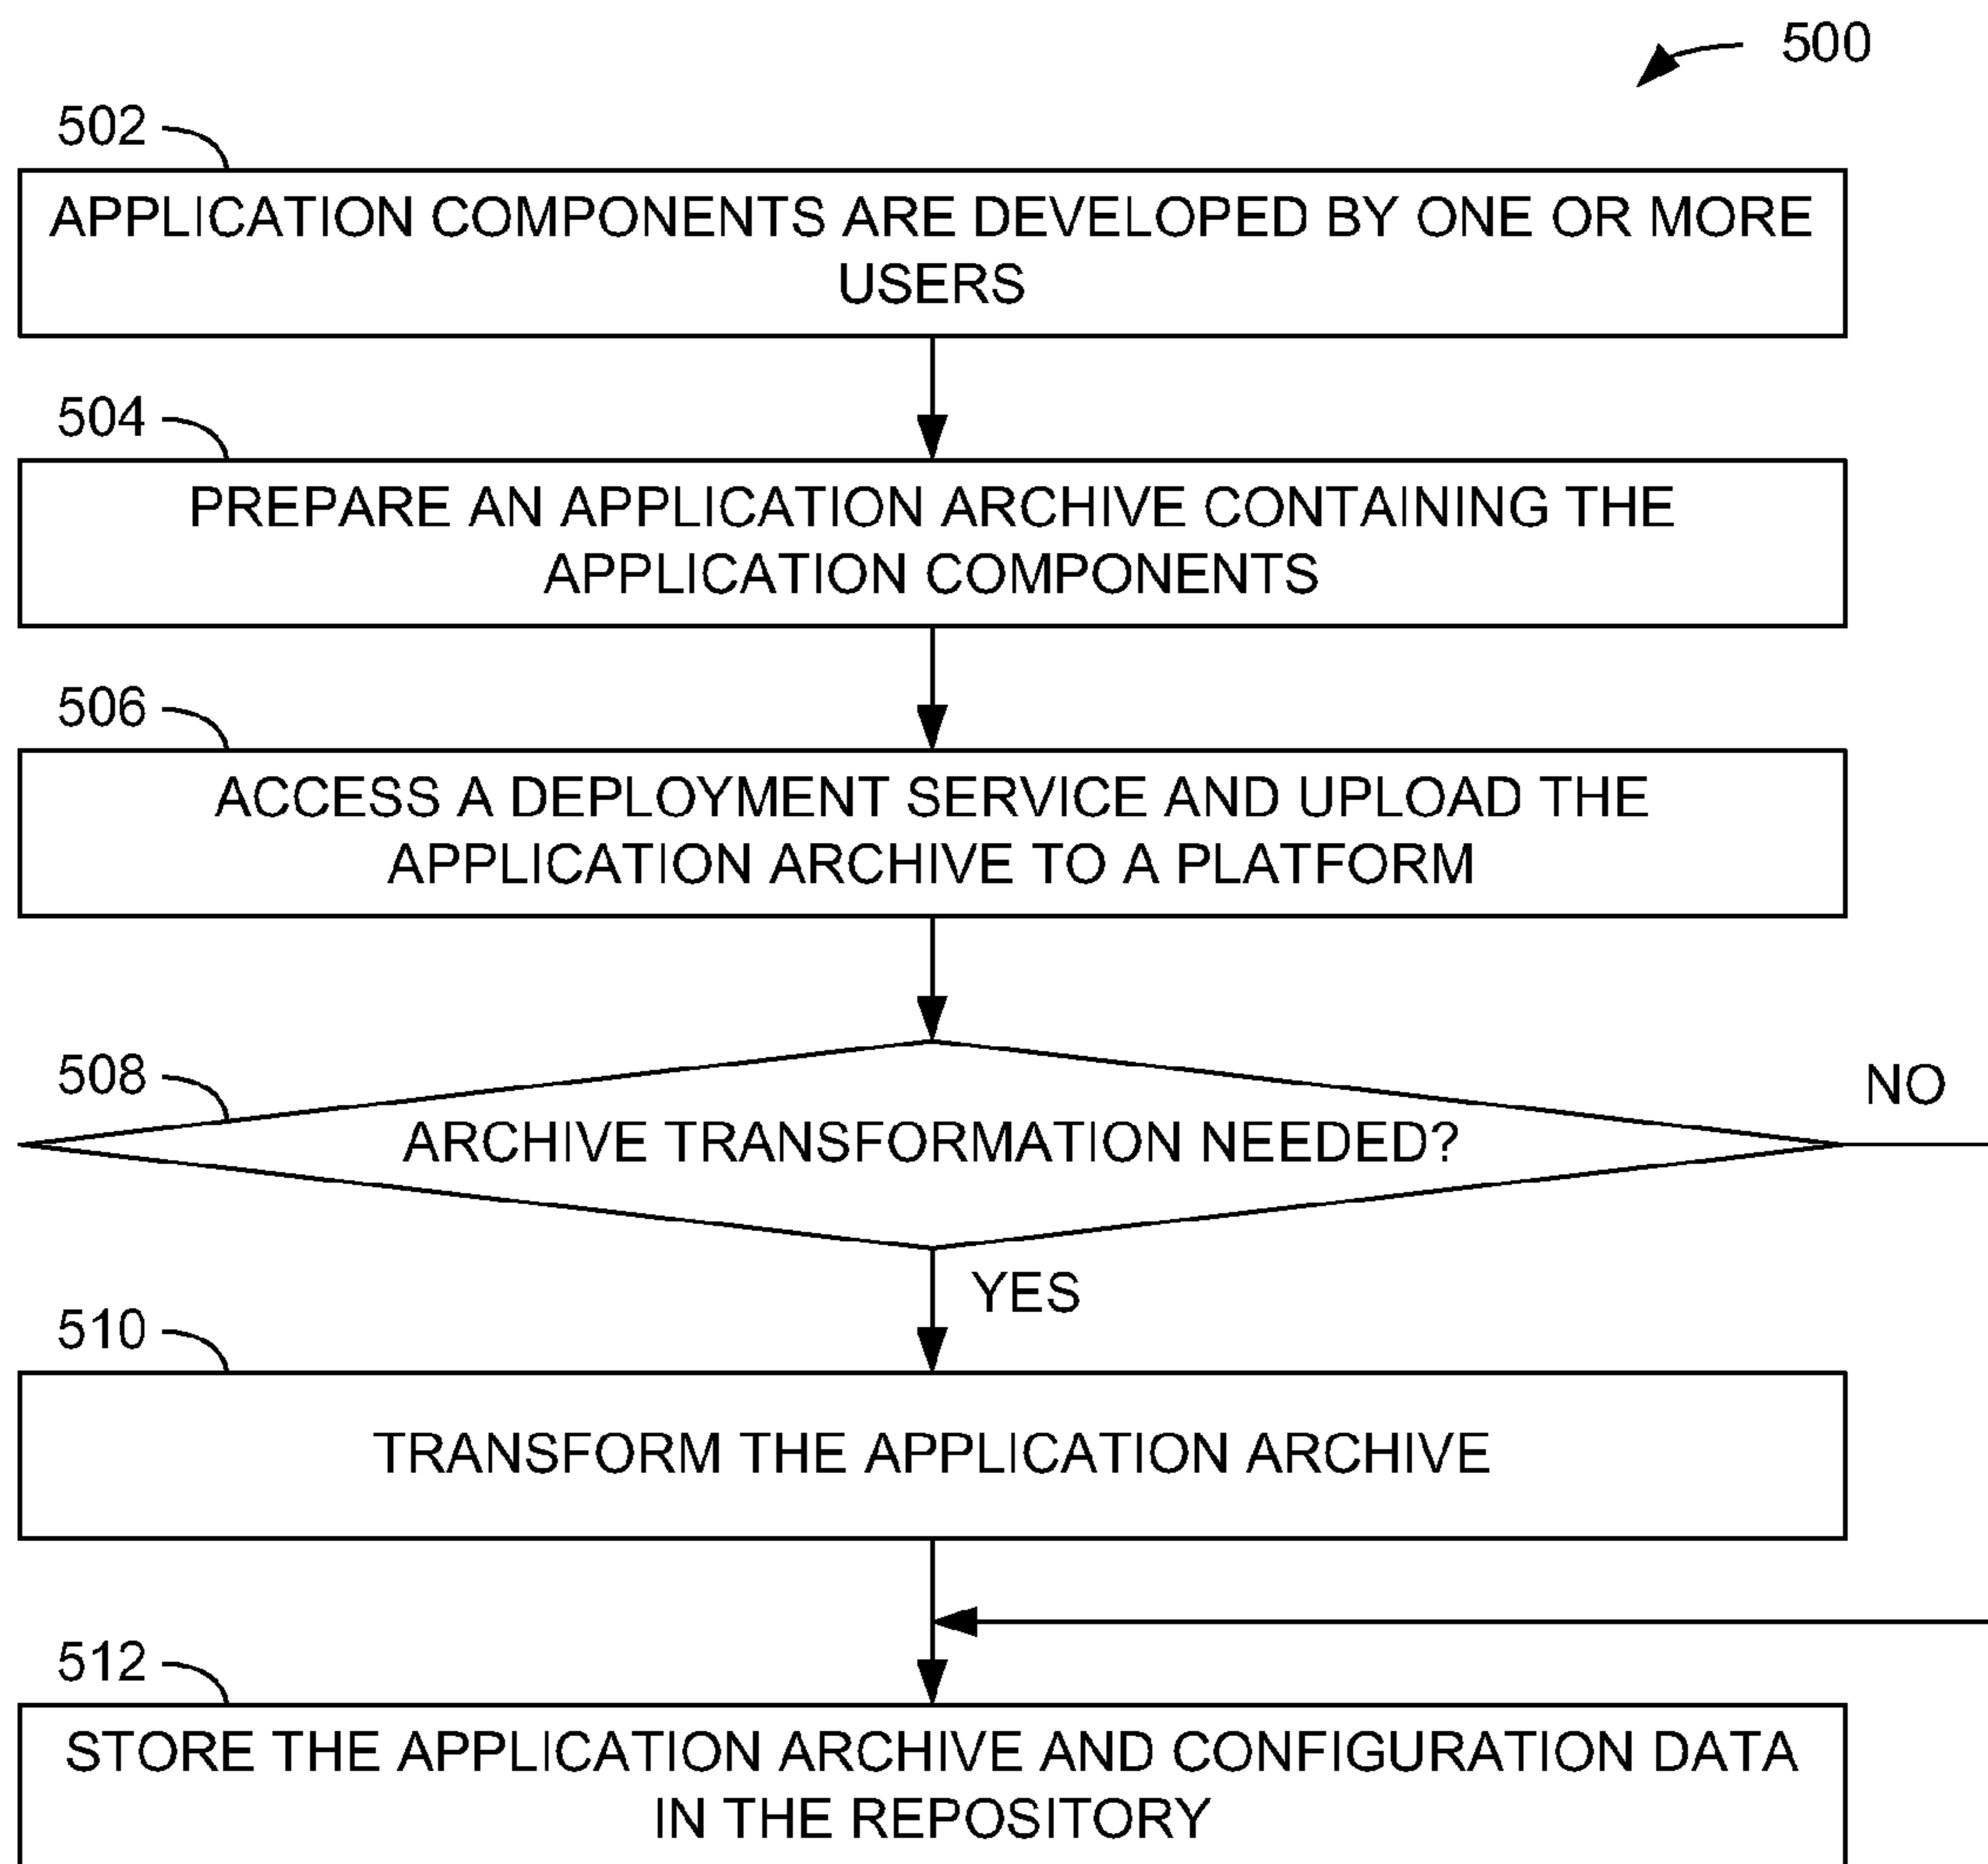 500
502
APPLICATION COMPONENTS ARE DEVELOPED BY ONE OR MORE
USERS
504
PREPARE AN APPLICATION ARCHIVE CONTAINING THE
APPLICATION COMPONENTS
506
ACCESS A DEPLOYMENT SERVICE AND UPLOAD THE
APPLICATION ARCHIVE TO A PLATFORM
508
NO
ARCHIVE TRANSFORMATION NEEDED?
YES
510
TRANSFORM THE APPLICATION ARCHIVE
512
STORE THE APPLICATION ARCHIVE AND CONFIGURATION DATA
IN THE REPOSITORY